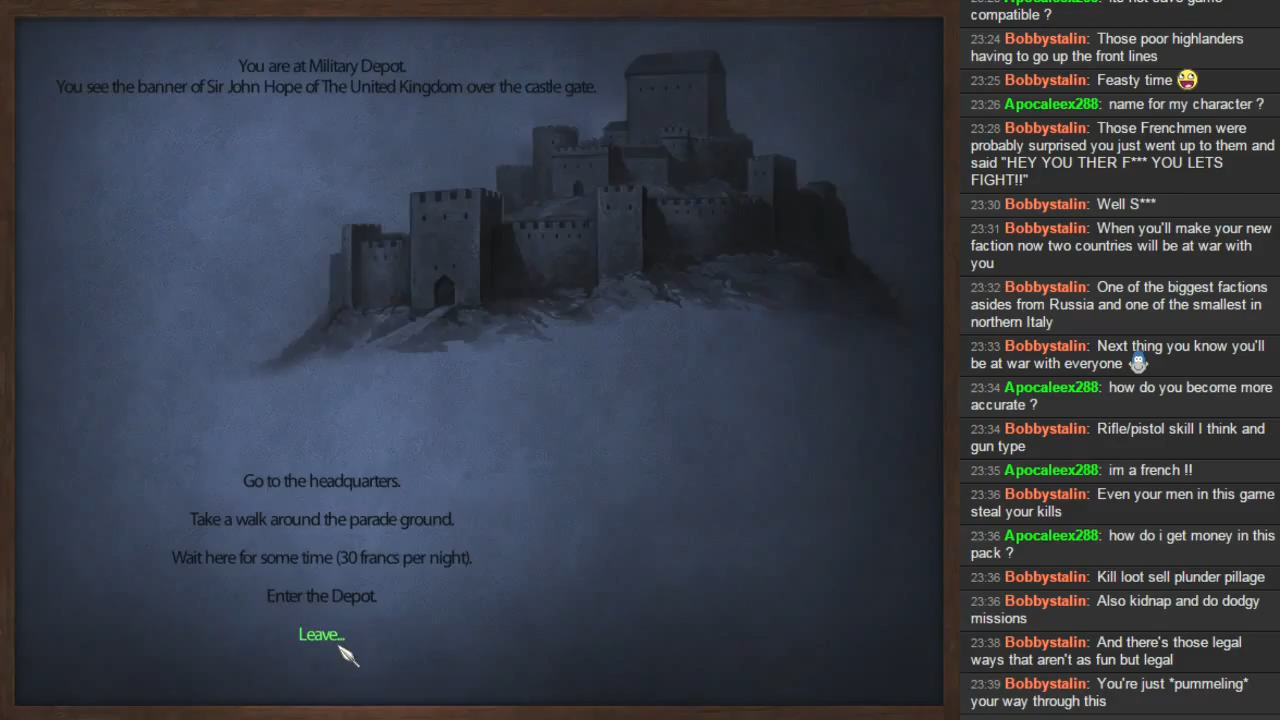 You are at Military Depot.
You see the banner of Sir John Hope of The United Kingdom over the castle gate.
Go to the headquarters.
Take a walk around the parade ground.
Wait here for some time (30 francs per night).
Enter the Depot.
Leave...
compatible ?
23:24 Bobbystalin: Those poor highlanders
having to go up the front lines
23:25 Bobbystalin: Feasty time
23:26 Apocaleex288: name for my character ?
23:28 Bobbystalin: Those Frenchmen were
probably surprised you just went up to them and
said "HEY YOU THER F*** YOU LETS
FIGHT!!"
23:30 Bobbystalin: Well S***
23:31 Bobbystalin: When you'll make your new
faction now two countries will be at war with
you
23:32 Bobbystalin: One of the biggest factions
asides from Russia and one of the smallest in
northern Italy
23:33 Bobbystalin: Next thing you know you'll
be at war with everyone
23:34 Apocaleex288: how do you become more
accurate ?
23:34 Bobbystalin: Rifle/pistol skill I think and
gun type
23:35 Apocaleex288: im a french !!
23:36 Bobbystalin: Even your men in this game
steal your kills
23:36 Apocaleex288: how do i get money in this
pack ?
23:36 Bobbystalin: Kill loot sell plunder pillage
23:36 Bobbystalin: Also kidnap and do dodgy
missions
23:38 Bobbystalin: And there's those legal
ways that aren't as fun but legal
23:39 Bobbystalin: You're just *pummeling*
your way through this